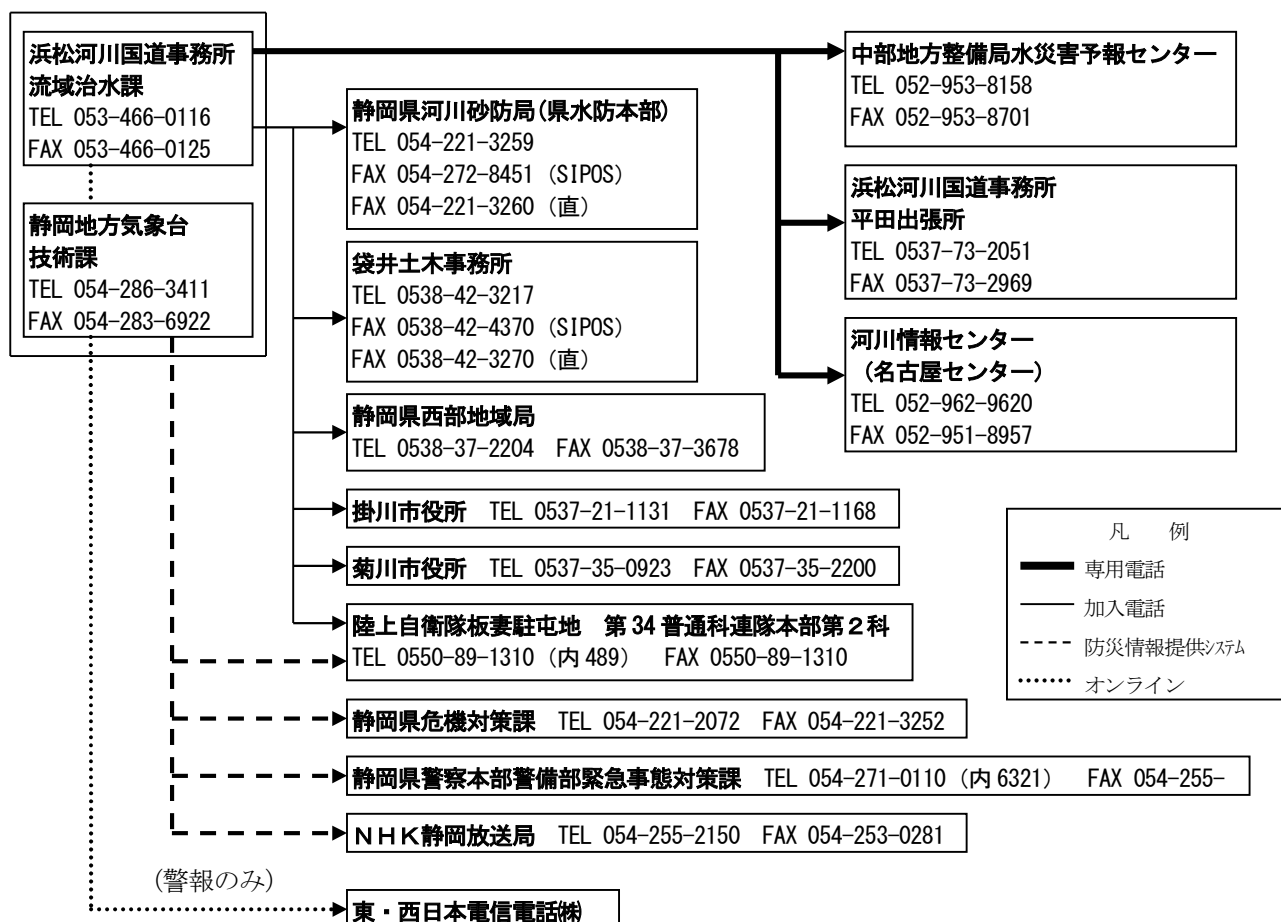 浜松河川国道事務所
流域治水課
TEL 053-466-0116
FAX 053-466-0125
静岡地方気象台
技術課
TEL 054-286-3411
FAX 054-283-6922
静岡県河川砂防局(県水防本部)
TEL 054-221-3259
FAX 054-272-8451 (SIPOS)
FAX 054-221-3260 (直)
袋井土木事務所
TEL 0538-42-3217
FAX 0538-42-4370 (SIPOS)
FAX 0538-42-3270 (直)
静岡県西部地域局
TEL 0538-37-2204 FAX 0538-37-3678
掛川市役所 TEL 0537-21-1131 FAX 0537-21-1168
菊川市役所 TEL 0537-35-0923 FAX 0537-35-2200
陸上自衛隊板妻駐屯地 第34普通科連隊本部第２科
TEL 0550-89-1310 (内489) FAX 0550-89-1310
静岡県危機対策課 TEL 054-221-2072 FAX 054-221-3252
静岡県警察本部警備部緊急事態対策課 TEL 054-271-0110 (内6321) FAX 054-255-
ＮＨＫ静岡放送局 TEL 054-255-2150 FAX 054-253-0281
(警報のみ)
東・西日本電信電話㈱
中部地方整備局水災害予報センター
TEL 052-953-8158
FAX 052-953-8701
浜松河川国道事務所
平田出張所
TEL 0537-73-2051
FAX 0537-73-2969
河川情報センター
（名古屋センター）
TEL 052-962-9620
FAX 052-951-8957
凡 例
専用電話
加入電話
防災情報提供ｼｽﾃﾑ
オンライン